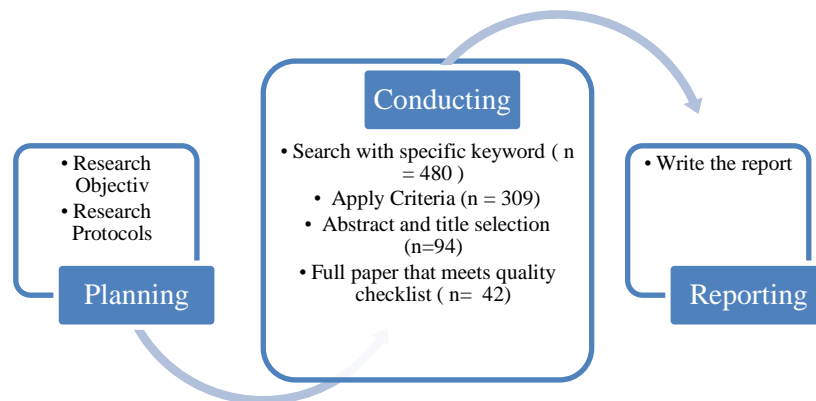 • Research
Objectiv
• Research
Protocols
Planning
Conducting
• Search with specific keyword ( n
= 480 )
• Apply Criteria (n = 309)
• Abstract and title selection
(n=94)
• Full paper that meets quality
checklist ( n= 42)
• Write the report
Reporting